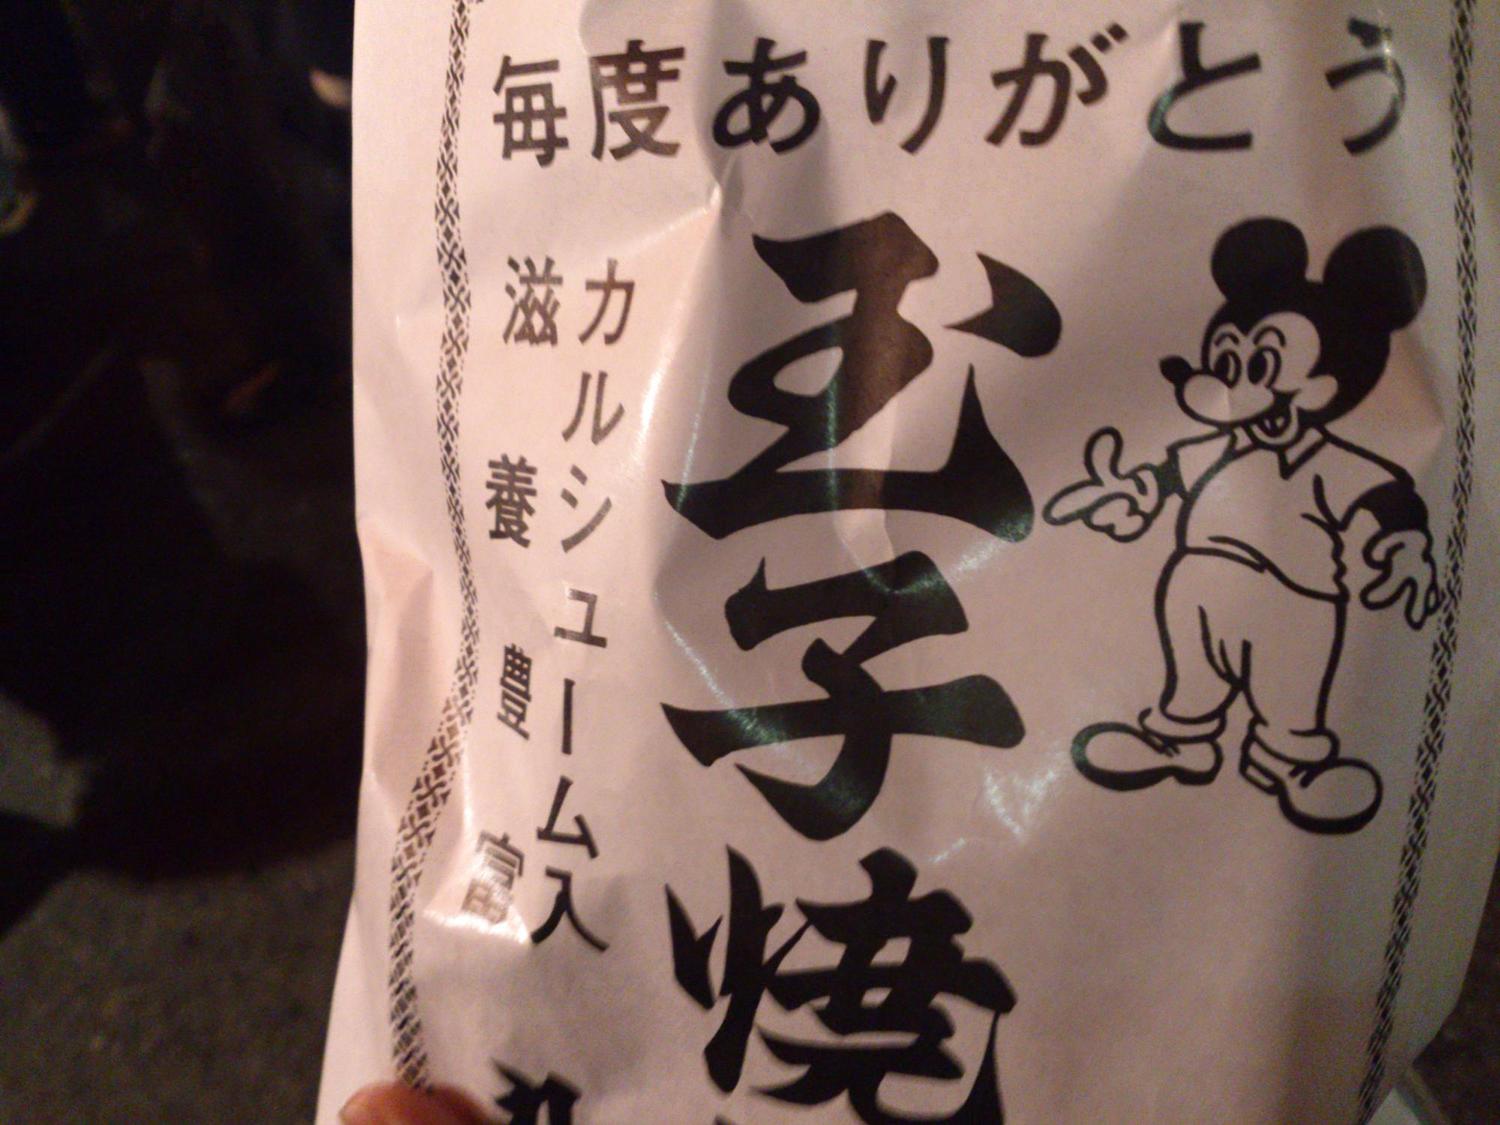 毎度ありがとう
玉子焼
カルシューム入
滋養豊富